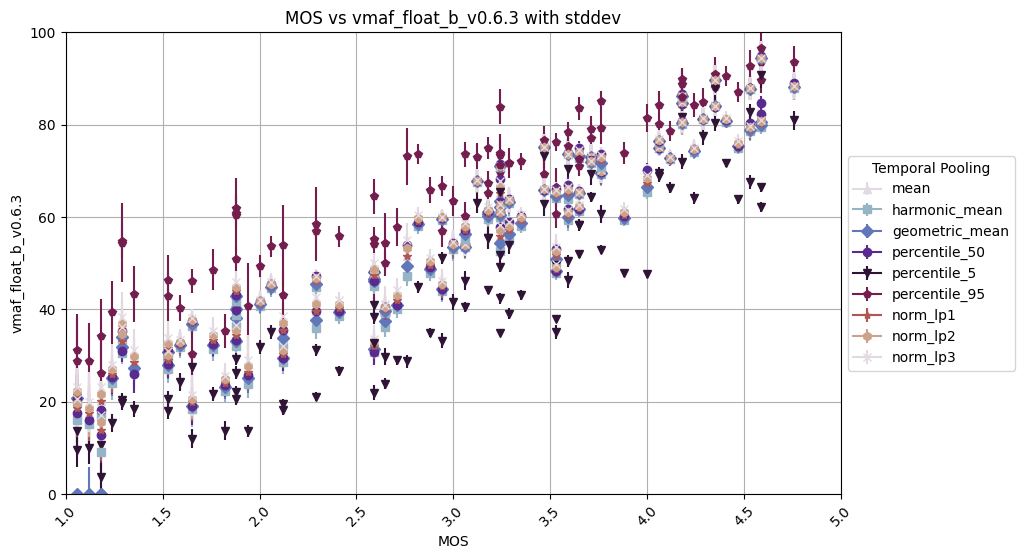 MOS vs vmaf_float_b_v0.6.3 with stddev
vmaf_float_b_v0.6.3
100
80
60
40
20
0
1.0
1.5
2.0
2.5
3.0
3.5
4.0
4.5
5.0
MOS
Temporal Pooling
mean
harmonic_mean
geometric_mean
percentile_50
percentile_5
percentile_95
norm_lp1
norm_lp2
norm_lp3